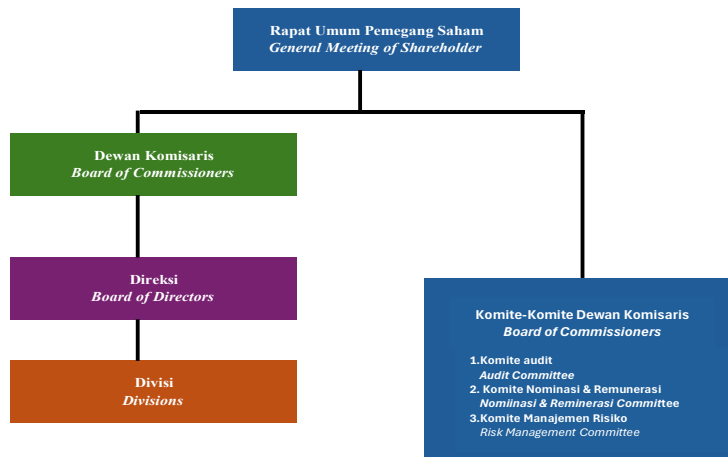 Rapat Umum Pemegang Saham
General Meeting of Shareholder
Dewan Komisaris
Board of Commissioners
Direksi
Board of Directors
Divisi
Divisions
Komite-Komite Dewan Komisaris
Board of Commissioners
1.Komite audit
Audit Committee
2. Komite Nominasi & Remunerasi
Nomiinasi & Reminerasi Committee
3.Komite Manajemen Risiko
Risk Management Committee